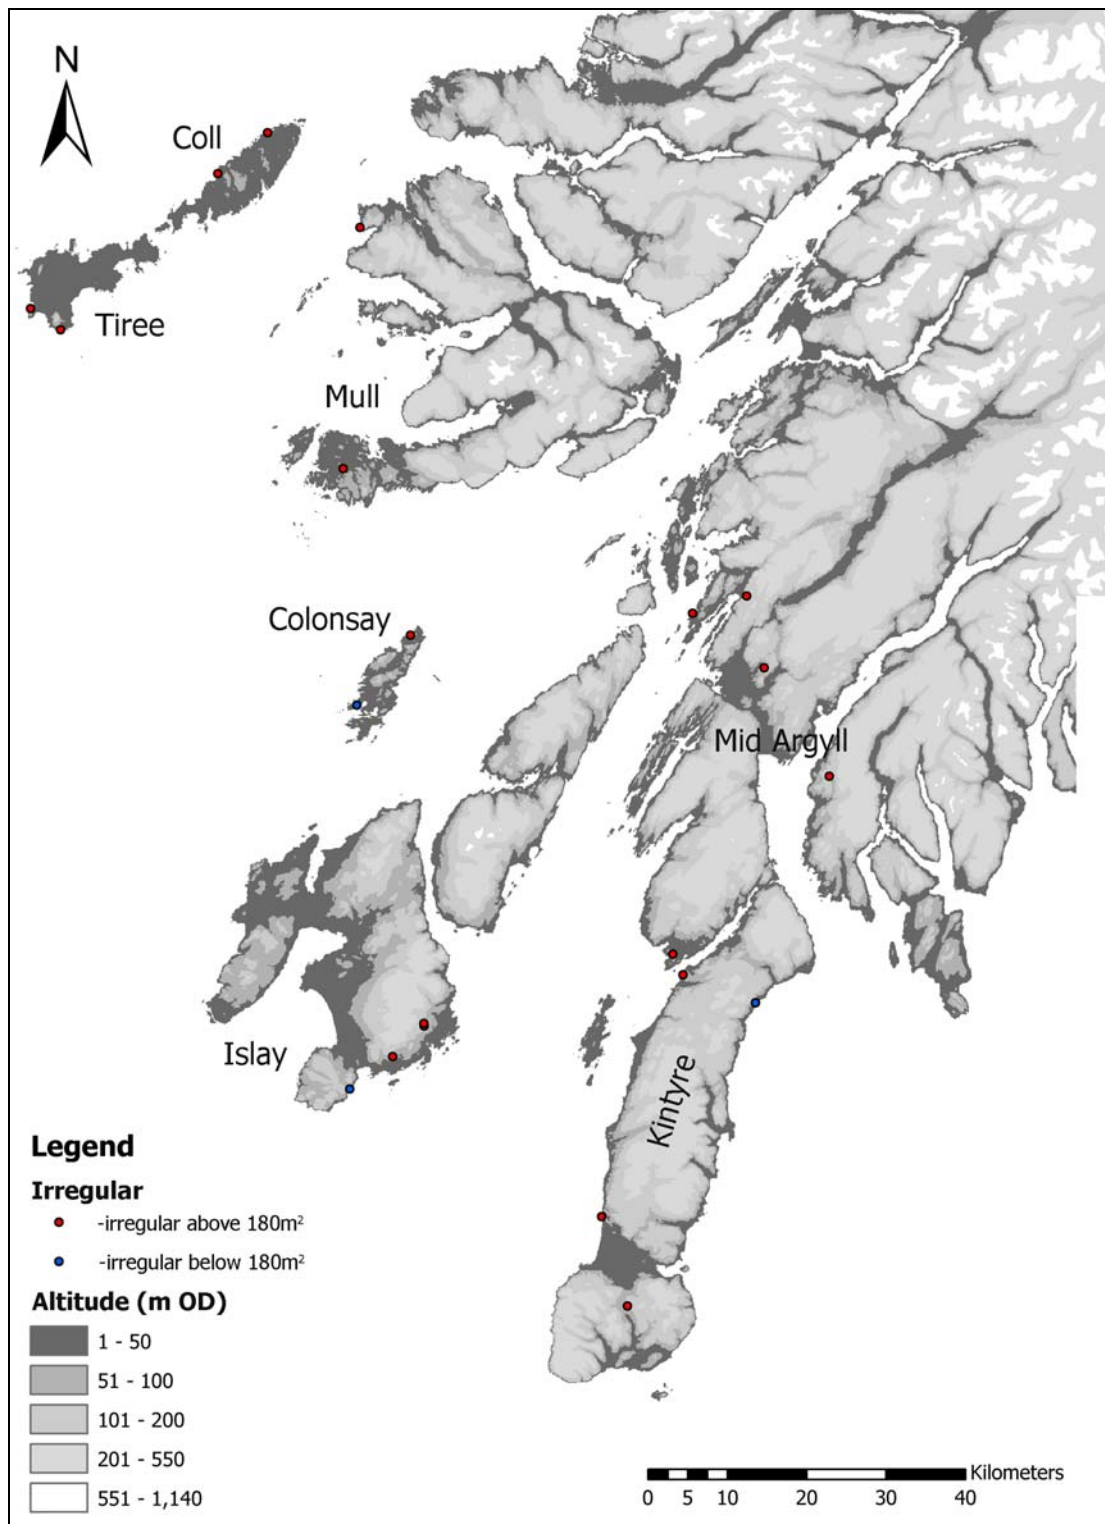 N
Coll
Tiree
Mull
Colonsay
Mid Argyll
Islay
Kintyre
Legend
Irregular
-irregular above 180m²
-irregular below 180m²
Altitude (m OD)
1 - 50
51 - 100
101 - 200
201 - 550
551 - 1,140
Kilometers
0 5 10 20 30 40